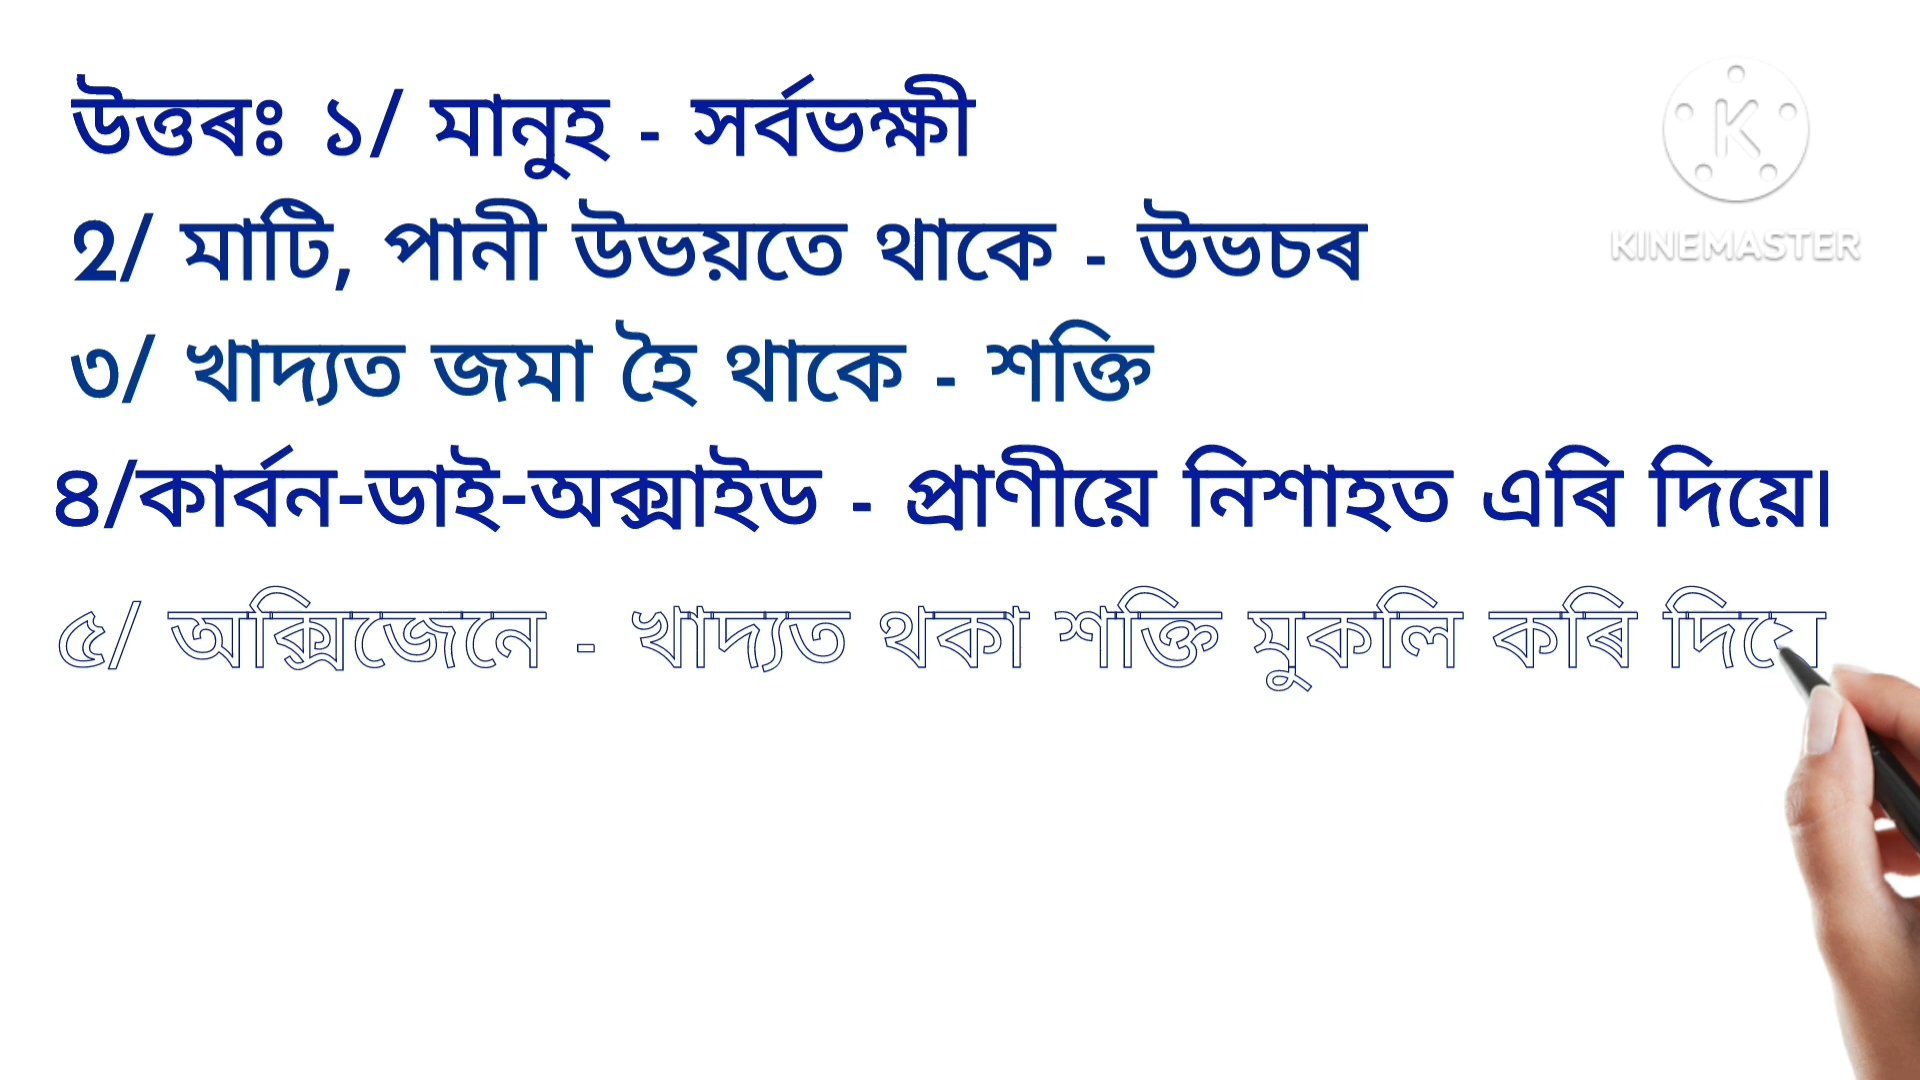 উত্তৰঃ ১/ মানুহ - সৰ্বভক্ষী
2/ মাটি, পানী উভয়তে থাকে - উভচৰ
৩/ খাদ্যত জমা হৈ থাকে - শক্তি
৪/কাৰ্বন-ডাই-অক্সাইড - প্ৰাণীয়ে নিশাহত এৰি দিয়ে।
৫/ অক্সিজেনে - খাদ্যত থকা শক্তি মুকলি কৰি দিয়ে
KINEMASTER